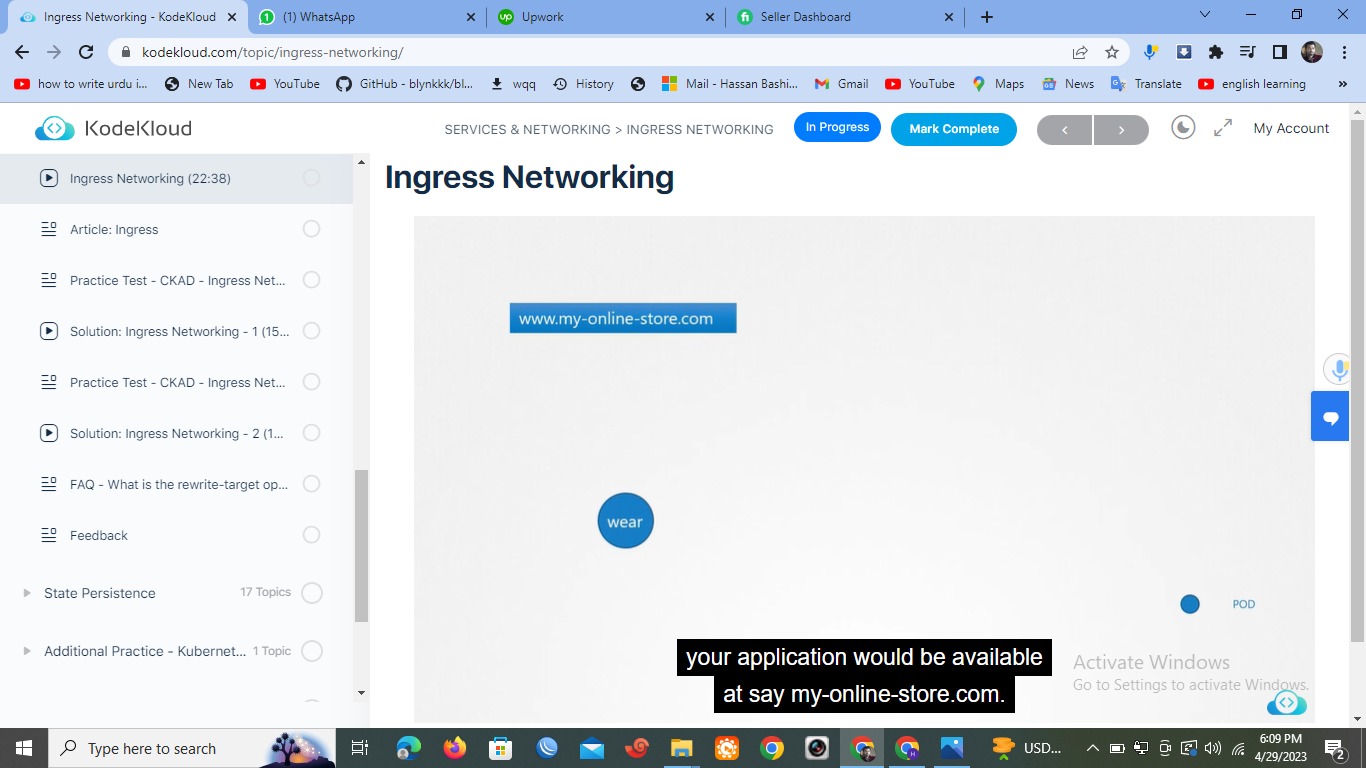 Ingress Networking - KodeKloud
(1) WhatsApp
Upwork
Seller Dashboard
kodekloud.com/topic/ingress-networking/
how to write urdu i...
New Tab
YouTube
GitHub - blynkkk/bl...
wqq
History
Mail - Hassan Bashi...
Gmail
YouTube
Maps
News
Translate
english learning
»
KodeKloud
SERVICES & NETWORKING > INGRESS NETWORKING
In Progress
Mark Complete
<
>
My Account
Ingress Networking (22:38)
Article: Ingress
Practice Test - CKAD - Ingress Net...
Solution: Ingress Networking - 1 (15...
Practice Test - CKAD - Ingress Net...
Solution: Ingress Networking - 2 (1...
FAQ - What is the rewrite-target op...
Feedback
State Persistence
17 Topics
Additional Practice - Kubernet...
1 Topic
Ingress Networking
www.my-online-store.com
wear
POD
your application would be available
at say my-online-store.com.
Activate Windows
Go to Settings to activate Windows.
Type here to search
USD...
6:09 PM
4/29/2023
2